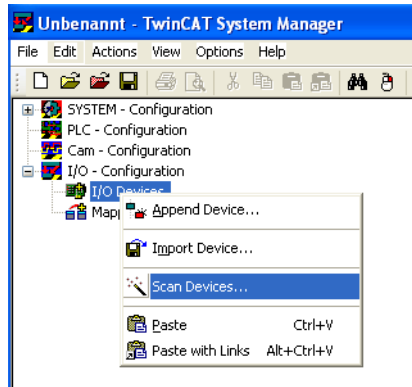 Unbenannt - TwinCAT System Manager
File Edit Actions View Options Help
SYSTEM - Configuration
PLC - Configuration
Cam - Configuration
I/O - Configuration
I/O Devices
Append Device...
Import Device...
Scan Devices...
Paste Ctrl+V
Paste with Links Alt+Ctrl+V